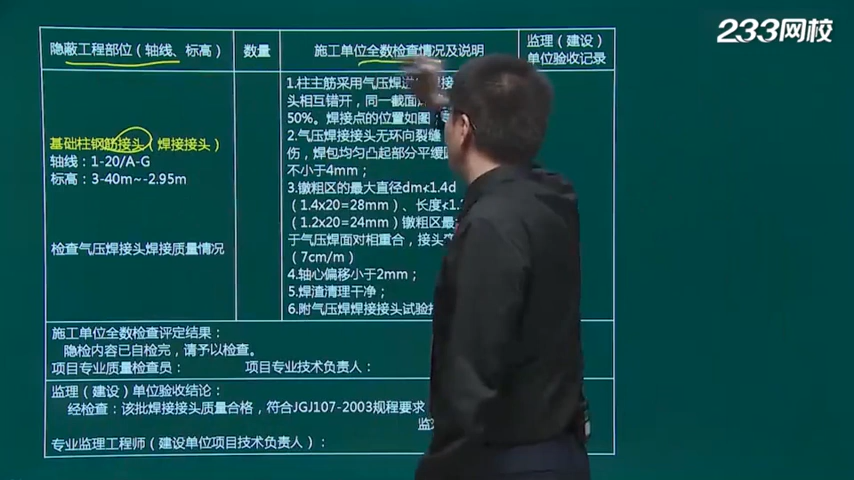 233网校
隐蔽工程部位（轴线、标高）
数量
施工单位全数检查情况及说明
监理（建设）
单位验收记录
基础柱钢筋接头（焊接接头）
轴线：1-20/A-G
标高：3-40m~-2.95m
检查气压焊接头焊接质量情况
1.柱主筋采用气压焊
头相互错开，同一截面
50%。焊接点的位置如图；
2.气压焊接接头无环向裂缝
伤，焊包均匀凸起部分平缓
不小于4mm；
3.镦粗区的最大直径dm≮1.4d
（1.4x20=28mm）、长度≮1.
（1.2x20=24mm）镦粗区最
于气压焊面对相重合，接头
（7cm/m）
4.轴心偏移小于2mm；
5.焊渣清理干净；
6.附气压焊焊接接头试验
施工单位全数检查评定结果：
隐检内容已自检完，请予以检查。
项目专业质量检查员： 项目专业技术负责人：
监理（建设）单位验收结论：
经检查：该批焊接接头质量合格，符合JGJ107-2003规程要求
专业监理工程师（建设单位项目技术负责人）：